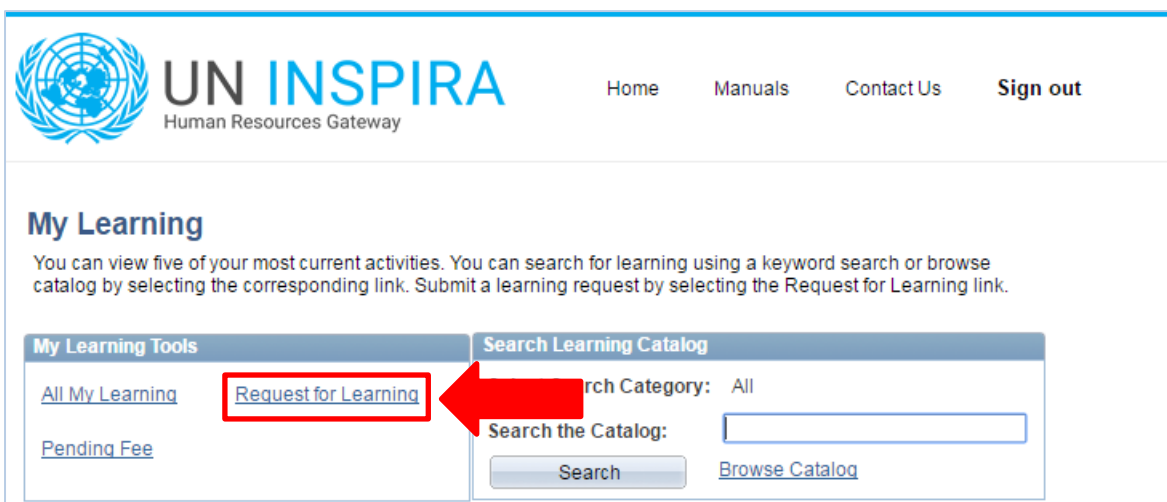 UN INSPIRA
Human Resources Gateway
Home Manuals Contact Us Sign out
My Learning
You can view five of your most current activities. You can search for learning using a keyword search or browse
catalog by selecting the corresponding link. Submit a learning request by selecting the Request for Learning link.
My Learning Tools
All My Learning Request for Learning
Pending Fee
Search Learning Catalog
Category: All
Search the Catalog:
Search Browse Catalog